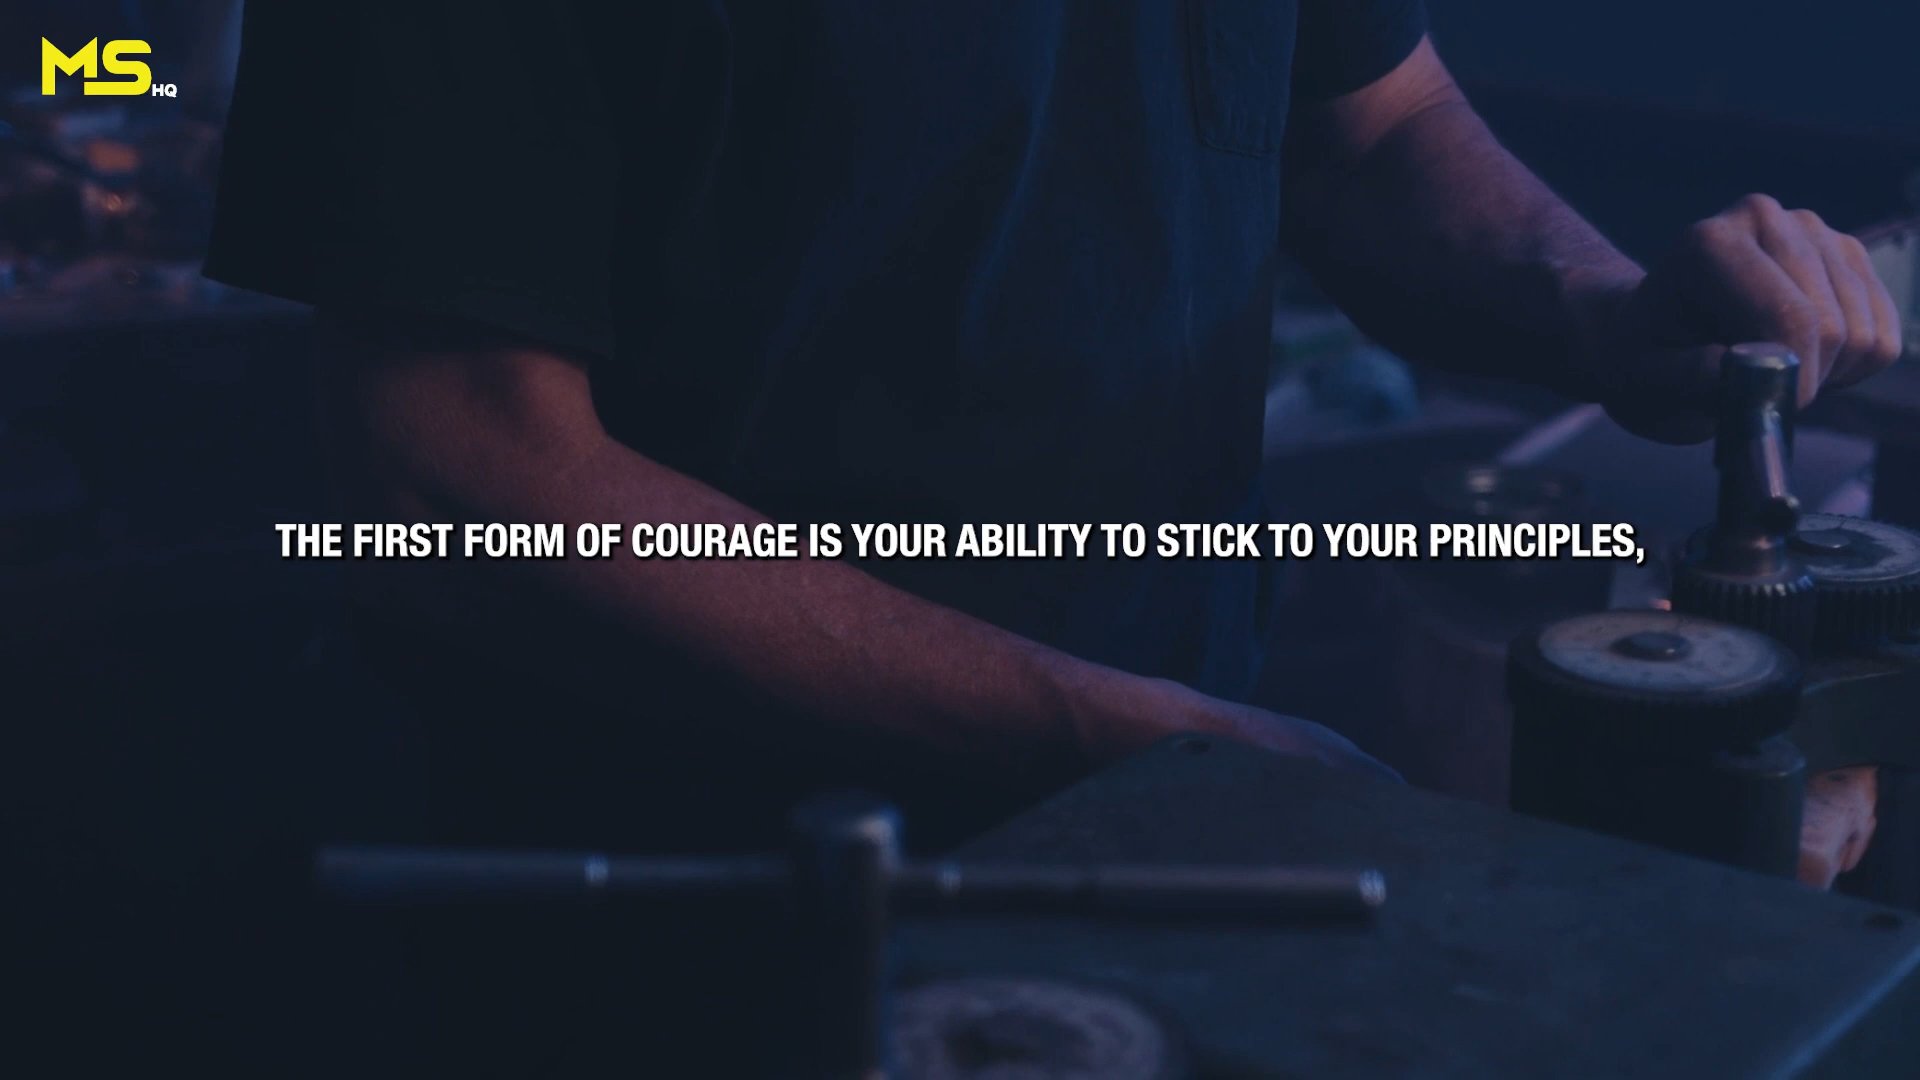 MS
HQ
THE FIRST FORM OF COURAGE IS YOUR ABILITY TO STICK TO YOUR PRINCIPLES,